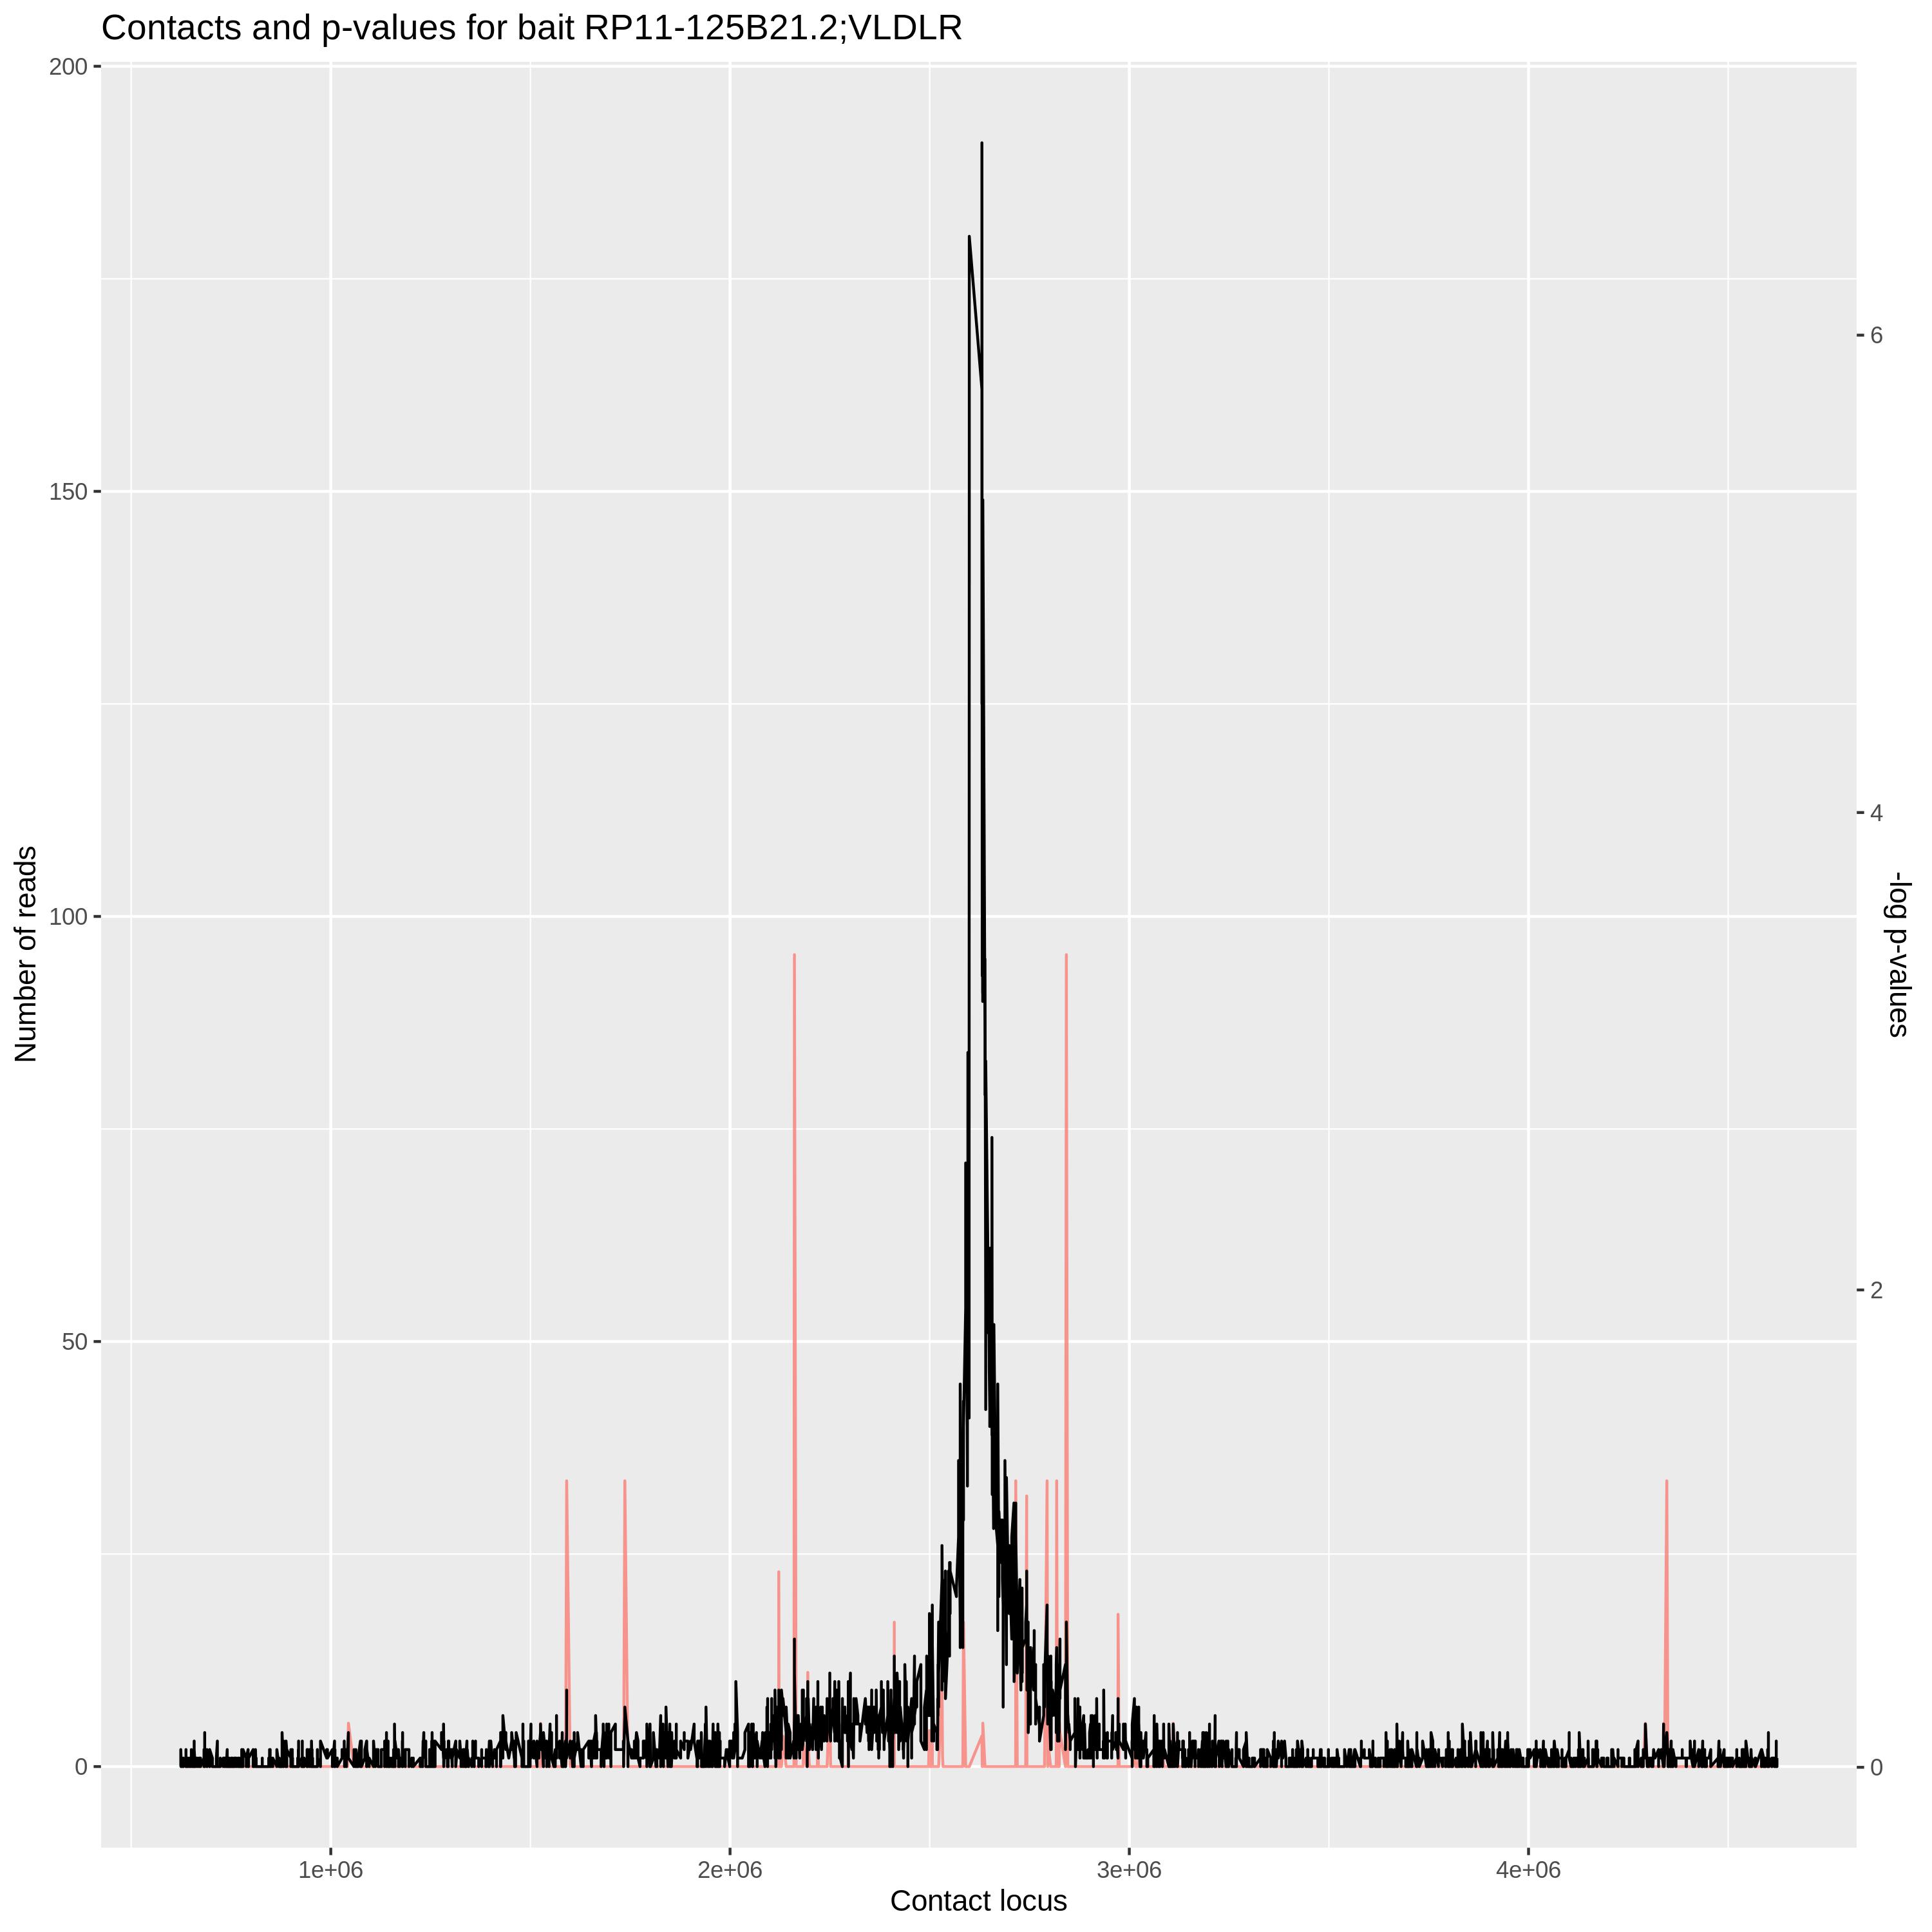 Contacts and p-values for bait RP11-125B21.2;VLDLR
200
150
100
50
0
Number of reads
6
4
2
0
-log p-values
1e+06
2e+06
3e+06
4e+06
Contact locus